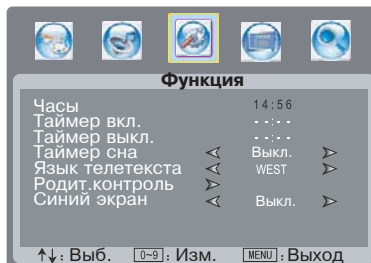 Функция
Часы 14:56
Таймер вкл. --:--
Таймер выкл. --:--
Таймер сна Выкл.
Язык телетекста WEST
Родит.контроль
Синий экран Выкл.
↑↓: Выб. 0~9: Изм. MENU: Выход